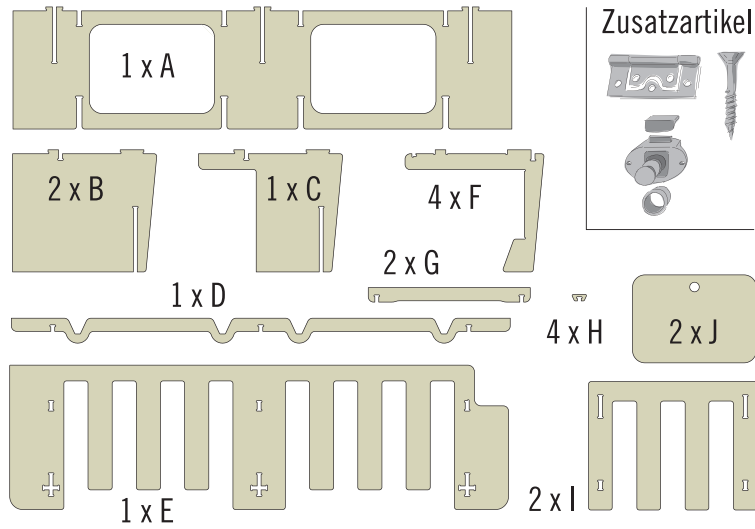 Zusatzartikel
1 x A
2 x B
1 x C
4 x F
2 x G
1 x D
4 x H
2 x J
1 x E
2 x I